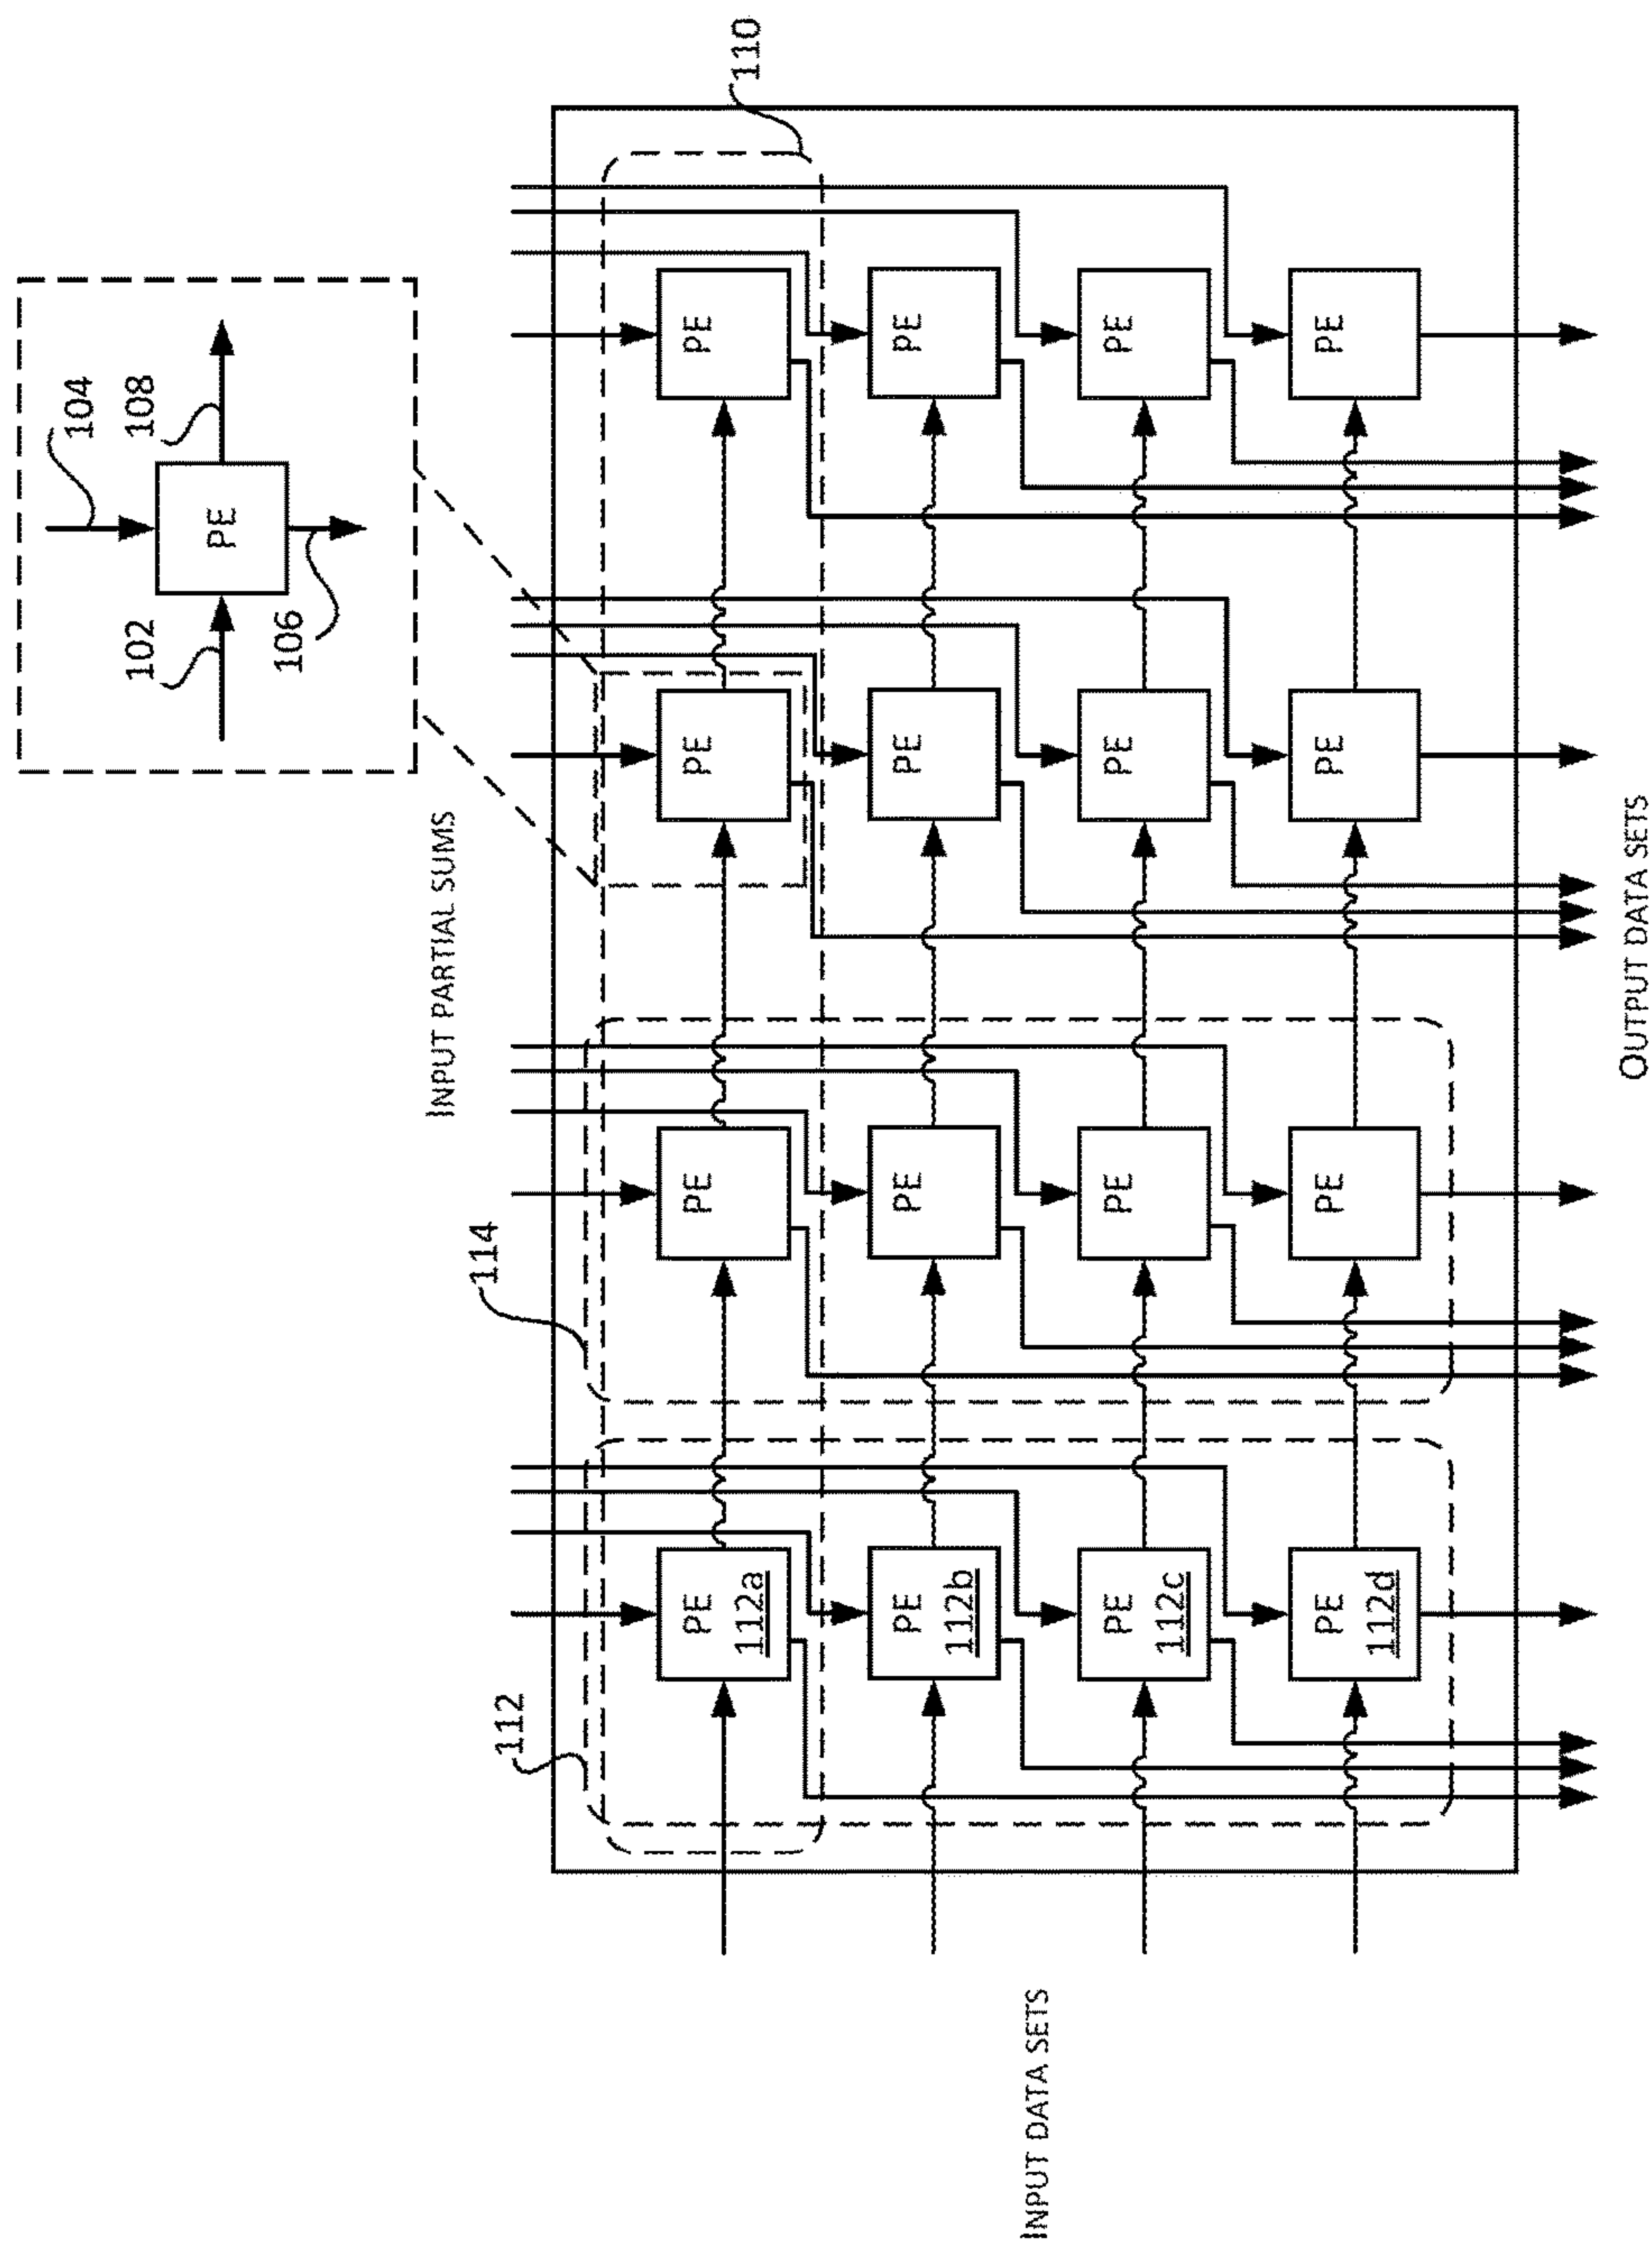 104
102
108
PE
106
INPUT PARTIAL SUMS
114
112
110
PE
112a
PE
PE
PE
PE
112b
PE
PE
PE
INPUT DATA SETS
PE
112c
PE
PE
PE
PE
112d
PE
PE
PE
OUTPUT DATA SETS